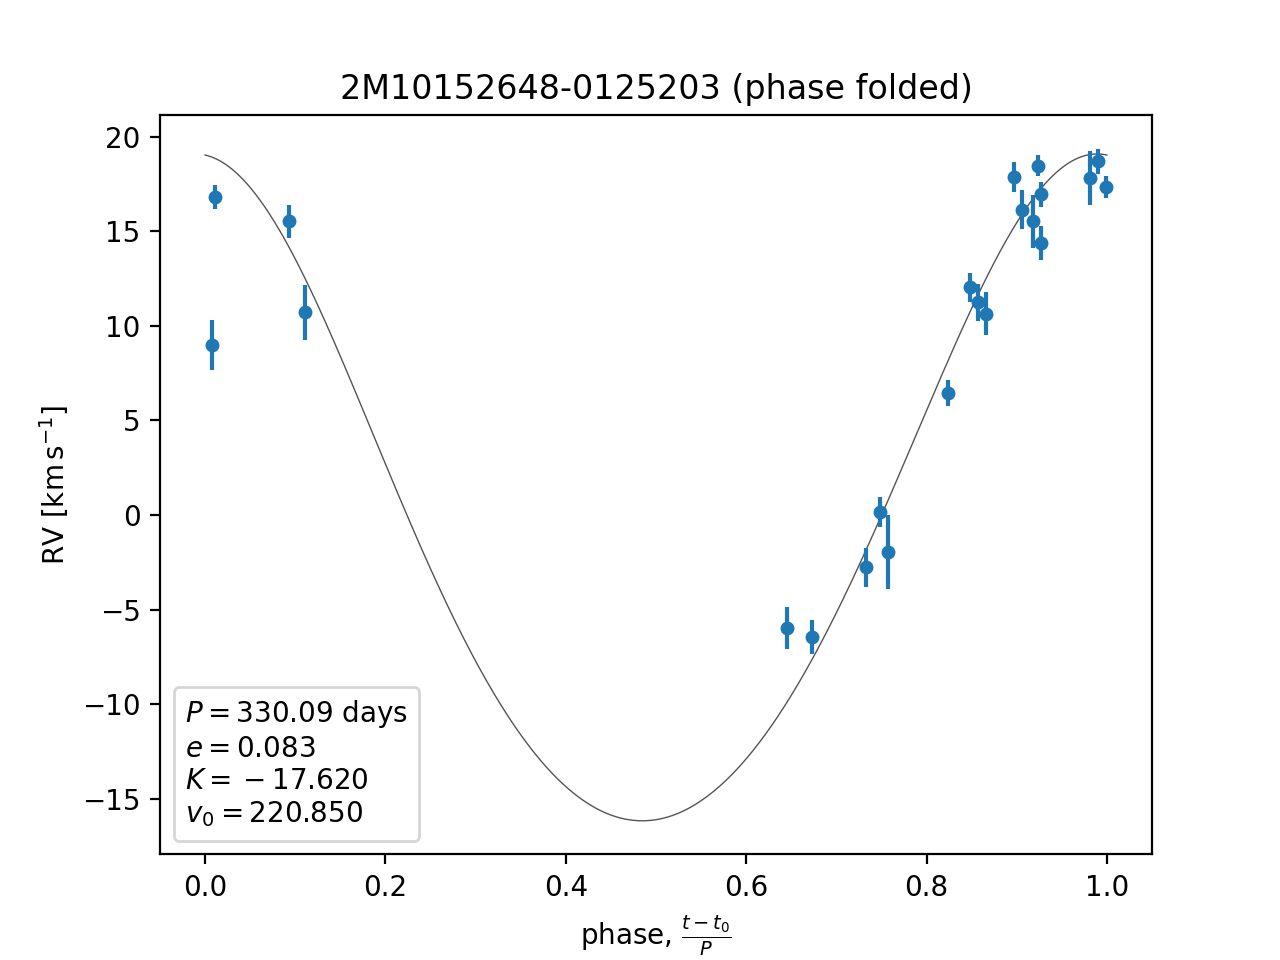 2M10152648-0125203 (phase folded)
RV [km s⁻¹]
20
15
10
5
0
−5
−10
−15
P = 330.09 days
e = 0.083
K = −17.620
v₀ = 220.850
0.0 0.2 0.4 0.6 0.8 1.0
phase, (t − t₀)/P